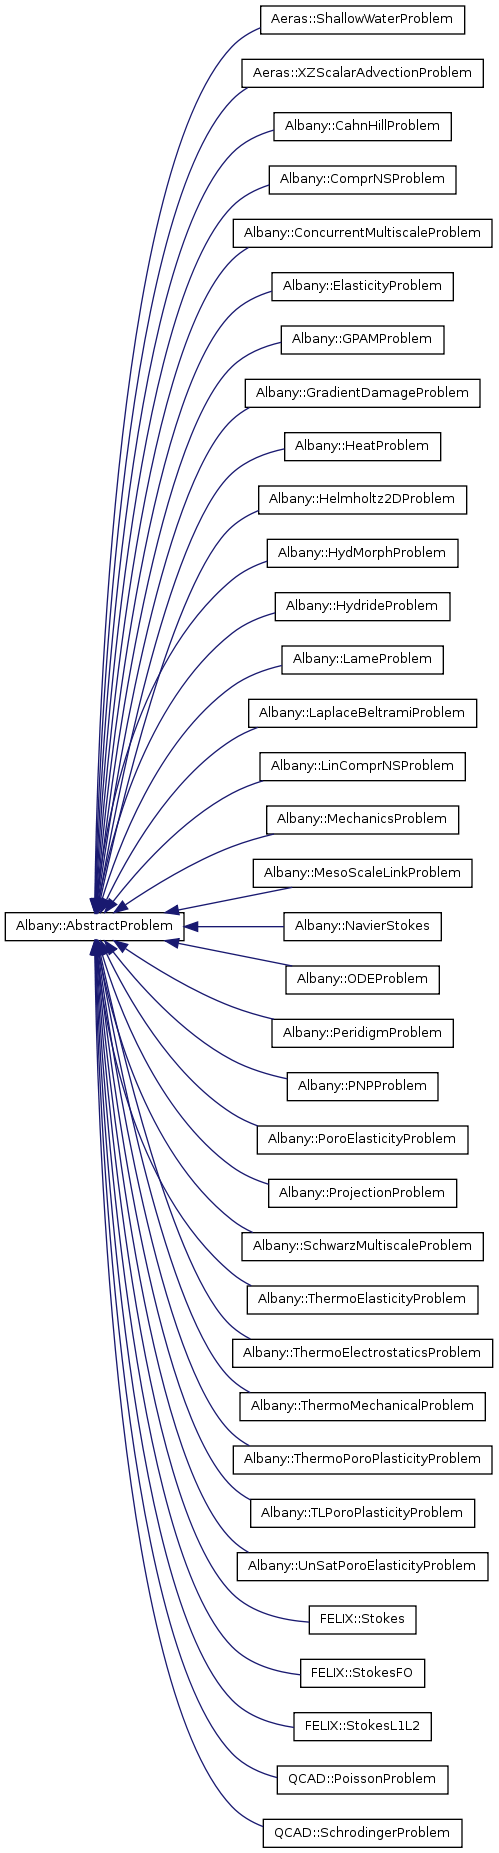 Aeras::ShallowWaterProblem
Aeras::XZScalarAdvectionProblem
Albany::CahnHillProblem
Albany::ComprNSProblem
Albany::ConcurrentMultiscaleProblem
Albany::ElasticityProblem
Albany::GPAMProblem
Albany::GradientDamageProblem
Albany::HeatProblem
Albany::Helmholtz2DProblem
Albany::HydMorphProblem
Albany::HydrideProblem
Albany::LameProblem
Albany::LaplaceBeltramiProblem
Albany::LinComprNSProblem
Albany::MechanicsProblem
Albany::MesoScaleLinkProblem
Albany::AbstractProblem
Albany::NavierStokes
Albany::ODEProblem
Albany::PeridigmProblem
Albany::PNPProblem
Albany::PoroElasticityProblem
Albany::ProjectionProblem
Albany::SchwarzMultiscaleProblem
Albany::ThermoElasticityProblem
Albany::ThermoElectrostaticsProblem
Albany::ThermoMechanicalProblem
Albany::ThermoPoroPlasticityProblem
Albany::TLPoroPlasticityProblem
Albany::UnSatPoroElasticityProblem
FELIX::Stokes
FELIX::StokesFO
FELIX::StokesL1L2
QCAD::PoissonProblem
QCAD::SchrodingerProblem